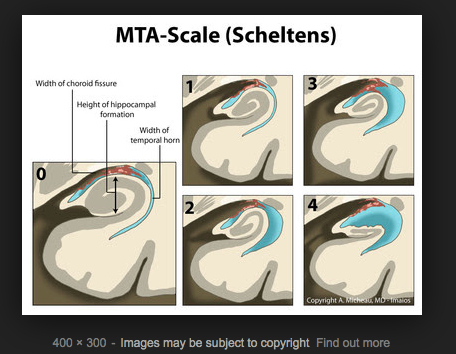 MTA-Scale (Scheltens)
Width of choroid fissure
Height of hippocampal
formation
Width of
temporal horn
0
1
2
3
4
Copyright A. Micheau, MD - Imaios
400 × 300 - Images may be subject to copyright Find out more